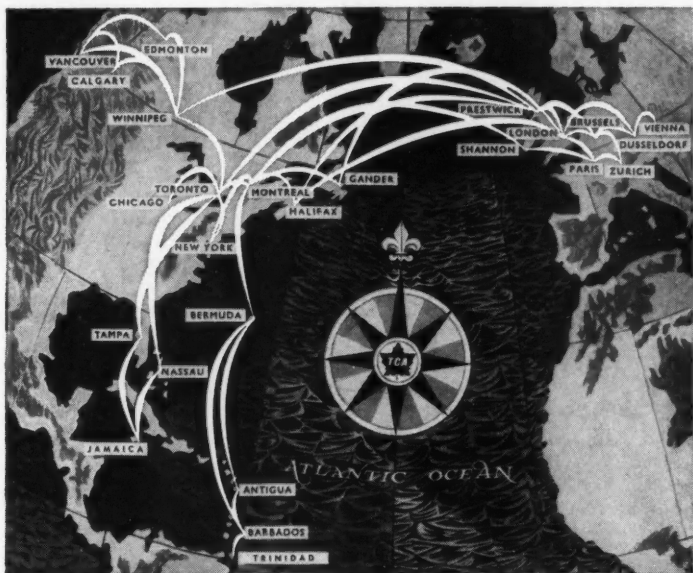 EDMONTON
VANCOUVER
CALGARY
WINNIPEG
PRESTWICK
BRUSSELS
LONDON
VIENNA
DUSSELDORF
SHANNON
PARIS
ZURICH
TORONTO
MONTREAL
GANDER
CHICAGO
HALIFAX
NEW YORK
BERMUDA
TAMPA
NASSAU
TCA
JAMAICA
ATLANTIC OCEAN
ANTIGUA
BARBADOS
TRINIDAD